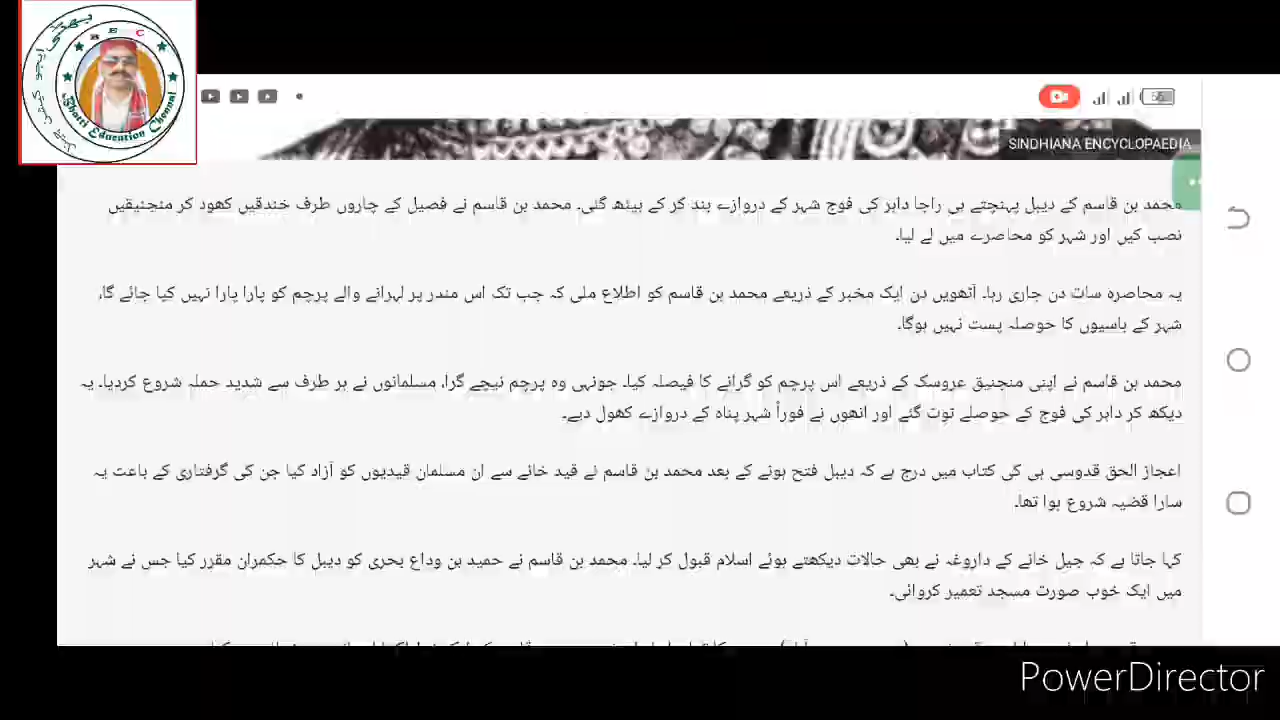 بھٹی ایجوکیشن چینل
B E C
Bhatti Education Channel
SINDHIANA ENCYCLOPAEDIA
محمد بن قاسم کے دیبل پہنچتے ہی راجا داہر کی فوج شہر کے دروازے بند کر کے بیٹھ گئی۔ محمد بن قاسم نے فصیل کے چاروں طرف خندقیں کھود کر منجنیقیں
نصب کیں اور شہر کو محاصرے میں لے لیا۔
یہ محاصرہ سات دن جاری رہا۔ آٹھویں دن ایک مخبر کے ذریعے محمد بن قاسم کو اطلاع ملی کہ جب تک اس مندر پر لہرانے والے پرچم کو پارا پارا نہیں کیا جائے گا،
شہر کے باسیوں کا حوصلہ پست نہیں ہوگا۔
محمد بن قاسم نے اپنی منجنیق عروسک کے ذریعے اس پرچم کو گرانے کا فیصلہ کیا۔ جونہی وہ پرچم نیچے گرا، مسلمانوں نے ہر طرف سے شدید حملہ شروع کردیا۔ یہ
دیکھ کر داہر کی فوج کے حوصلے ٹوٹ گئے اور انھوں نے فوراً شہر پناہ کے دروازے کھول دیے۔
اعجاز الحق قدوسی ہی کی کتاب میں درج ہے کہ دیبل فتح ہونے کے بعد محمد بن قاسم نے قید خانے سے ان مسلمان قیدیوں کو آزاد کیا جن کی گرفتاری کے باعث یہ
سارا قضیہ شروع ہوا تھا۔
کہا جاتا ہے کہ جیل خانے کے داروغہ نے بھی حالات دیکھتے ہوئے اسلام قبول کر لیا۔ محمد بن قاسم نے حمید بن وداع بحری کو دیبل کا حکمران مقرر کیا جس نے شہر
میں ایک خوب صورت مسجد تعمیر کروائی۔
PowerDirector